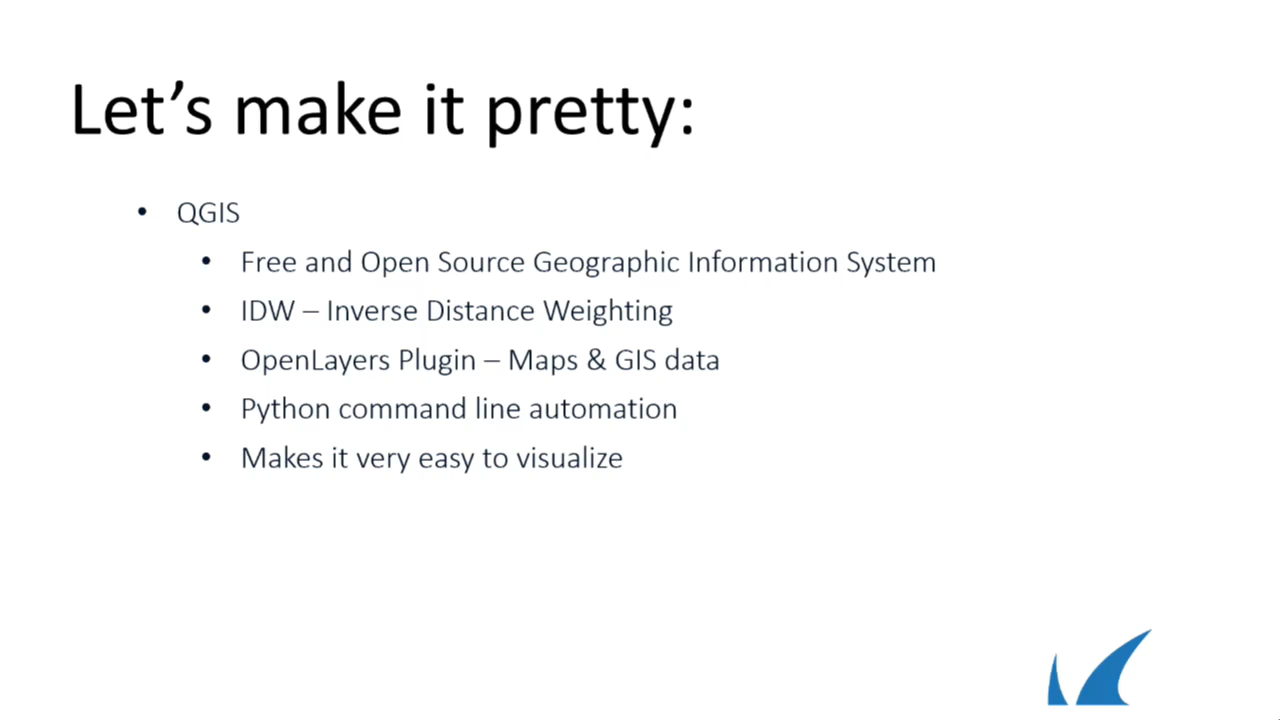 Let’s make it pretty:
• QGIS
• Free and Open Source Geographic Information System
• IDW – Inverse Distance Weighting
• OpenLayers Plugin – Maps & GIS data
• Python command line automation
• Makes it very easy to visualize